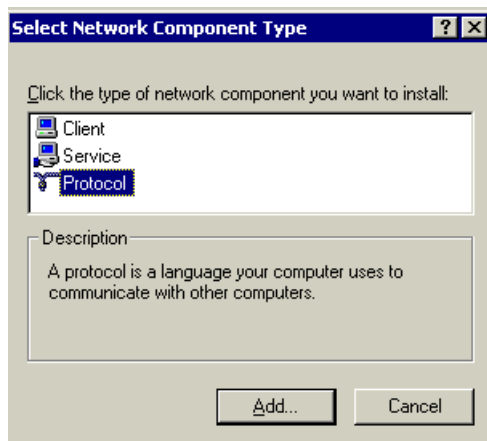 Select Network Component Type
Click the type of network component you want to install:
Client
Service
Protocol
Description
A protocol is a language your computer uses to
communicate with other computers.
Add... Cancel